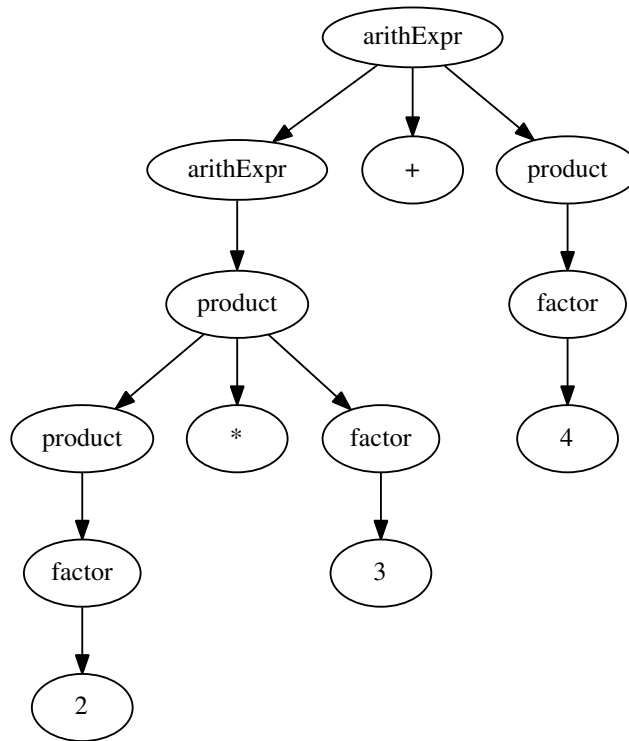 arithExpr
arithExpr + product
product factor
product * factor 4
factor 3
2